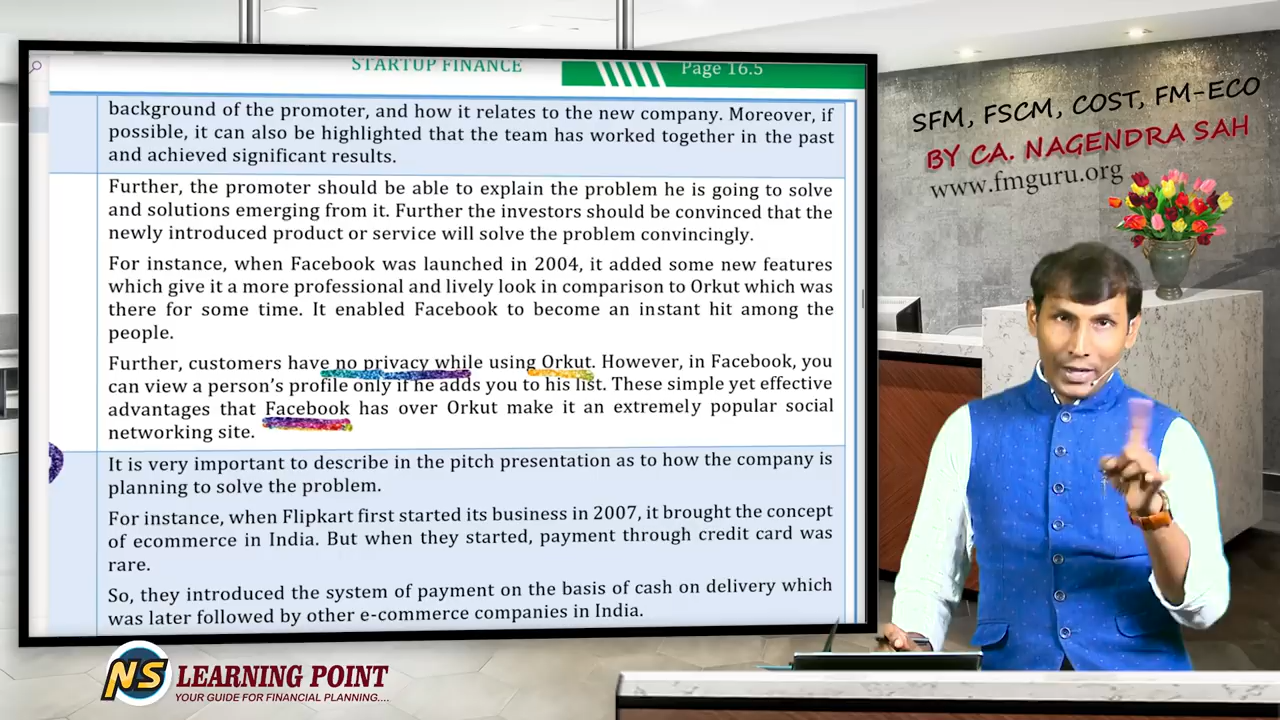 STARTUP FINANCE
Page 16.5
background of the promoter, and how it relates to the new company. Moreover, if
possible, it can also be highlighted that the team has worked together in the past
and achieved significant results.
Further, the promoter should be able to explain the problem he is going to solve
and solutions emerging from it. Further the investors should be convinced that the
newly introduced product or service will solve the problem convincingly.
For instance, when Facebook was launched in 2004, it added some new features
which give it a more professional and lively look in comparison to Orkut which was
there for some time. It enabled Facebook to become an instant hit among the
people.
Further, customers have no privacy while using Orkut. However, in Facebook, you
can view a person's profile only if he adds you to his list. These simple yet effective
advantages that Facebook has over Orkut make it an extremely popular social
networking site.
It is very important to describe in the pitch presentation as to how the company is
planning to solve the problem.
For instance, when Flipkart first started its business in 2007, it brought the concept
of ecommerce in India. But when they started, payment through credit card was
rare.
So, they introduced the system of payment on the basis of cash on delivery which
was later followed by other e-commerce companies in India.
SFM, FSCM, COST, FM-ECO
BY CA. NAGENDRA SAH
www.fmguru.org
NS LEARNING POINT
YOUR GUIDE FOR FINANCIAL PLANNING....